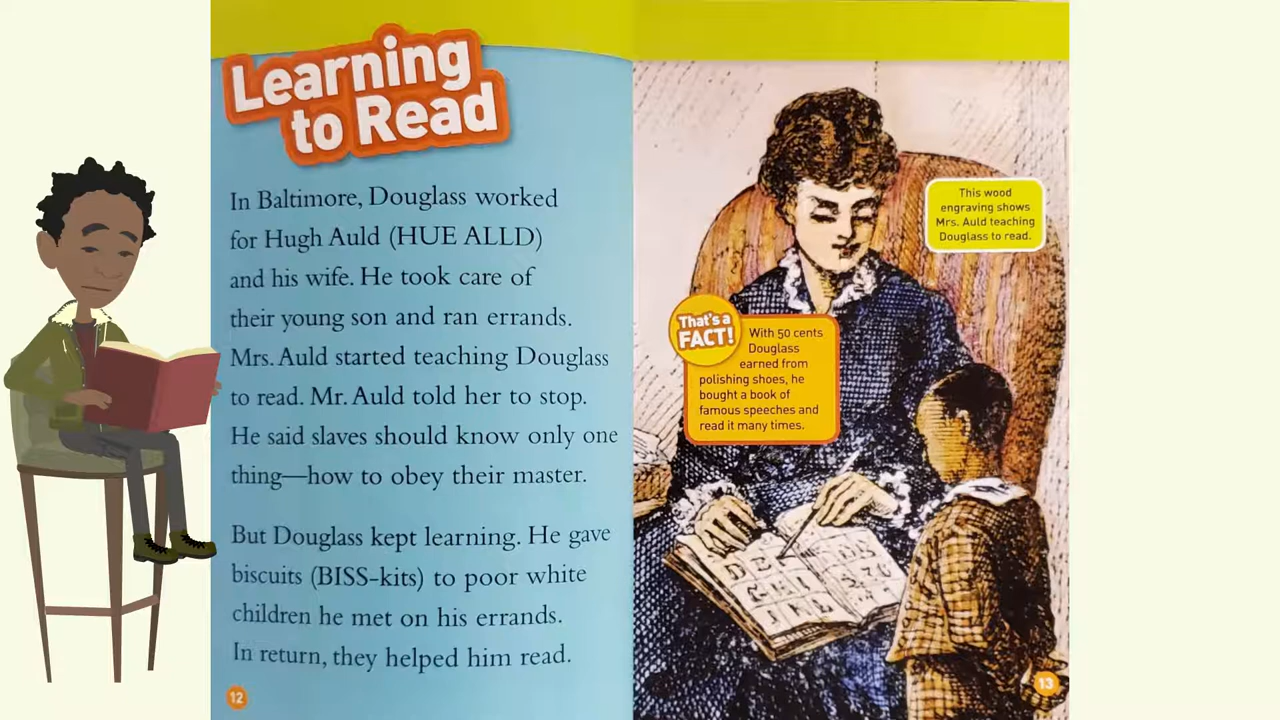 Learning
to Read
In Baltimore, Douglass worked
for Hugh Auld (HUE ALLD)
and his wife. He took care of
their young son and ran errands.
Mrs. Auld started teaching Douglass
to read. Mr. Auld told her to stop.
He said slaves should know only one
thing—how to obey their master.
But Douglass kept learning. He gave
biscuits (BISS-kits) to poor white
children he met on his errands.
In return, they helped him read.
12
This wood
engraving shows
Mrs. Auld teaching
Douglass to read.
That's a
FACT!
With 50 cents
Douglass
earned from
polishing shoes, he
bought a book of
famous speeches and
read it many times.
13